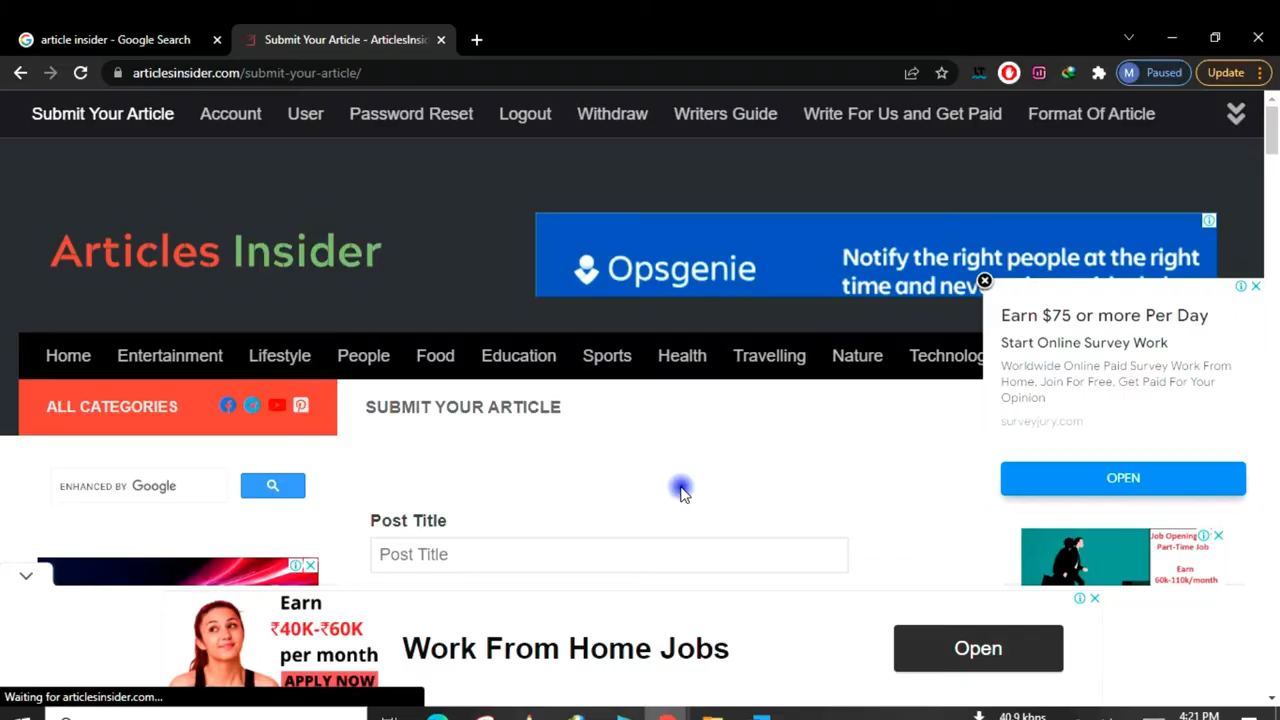 article insider - Google Search
Submit Your Article - ArticlesInsi
articlesinsider.com/submit-your-article/
M Paused
Update
Submit Your Article Account User Password Reset Logout Withdraw Writers Guide Write For Us and Get Paid Format Of Article
Articles Insider
Opsgenie
Notify the right people at the right
time and nev
Earn $75 or more Per Day
Start Online Survey Work
Worldwide Online Paid Survey Work From
Home, Join For Free, Get Paid For Your
Opinion
surveyjury.com
OPEN
Home Entertainment Lifestyle People Food Education Sports Health Travelling Nature Technolog
ALL CATEGORIES
SUBMIT YOUR ARTICLE
ENHANCED BY Google
Post Title
Post Title
Job Opening
Part-Time Job
Earn
60k-110k/month
Earn
₹40K-₹60K
per month
APPLY NOW
Work From Home Jobs
Open
Waiting for articlesinsider.com...
40.9 kbps
4:21 PM